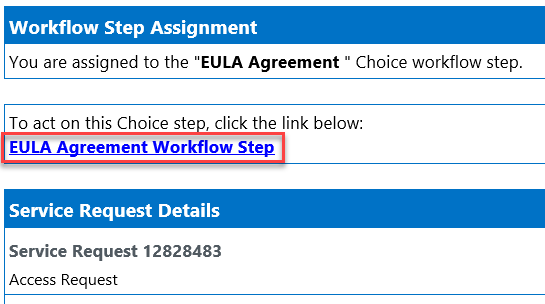 Workflow Step Assignment
You are assigned to the "EULA Agreement " Choice workflow step.
To act on this Choice step, click the link below:
EULA Agreement Workflow Step
Service Request Details
Service Request 12828483
Access Request